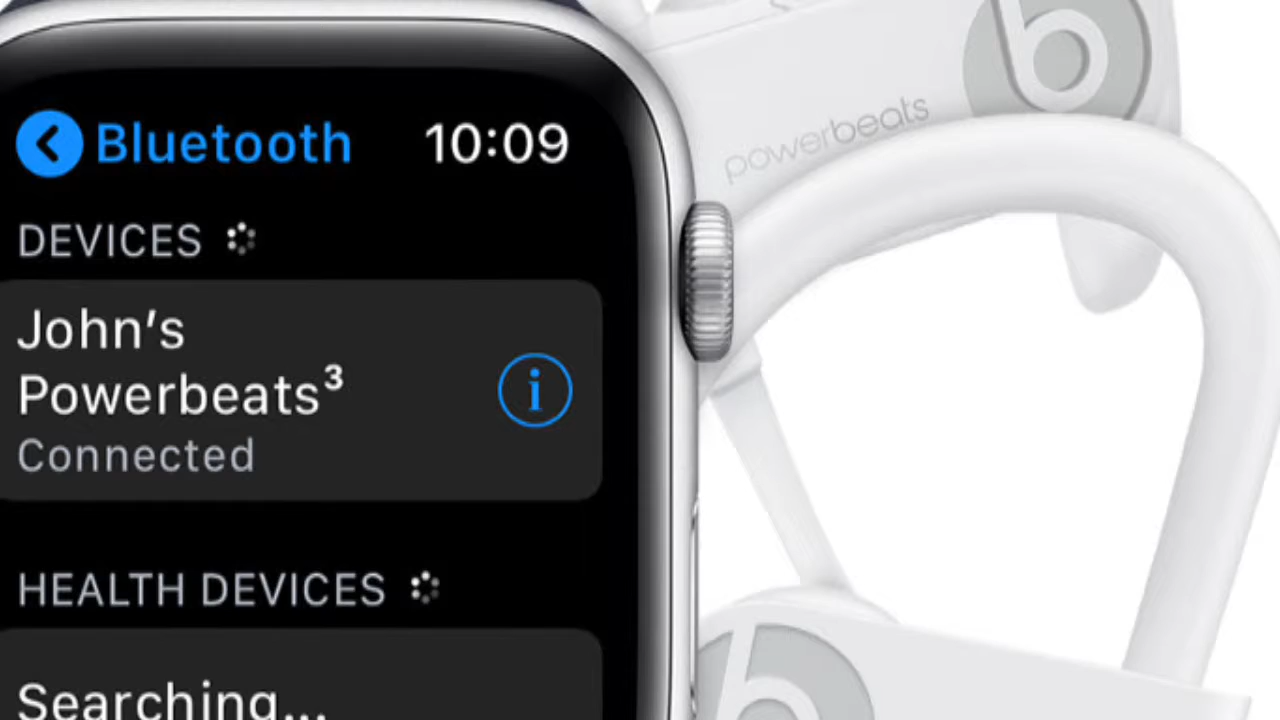 Bluetooth 10:09
powerbeats
DEVICES
John's
Powerbeats³
Connected
HEALTH DEVICES
Searching...